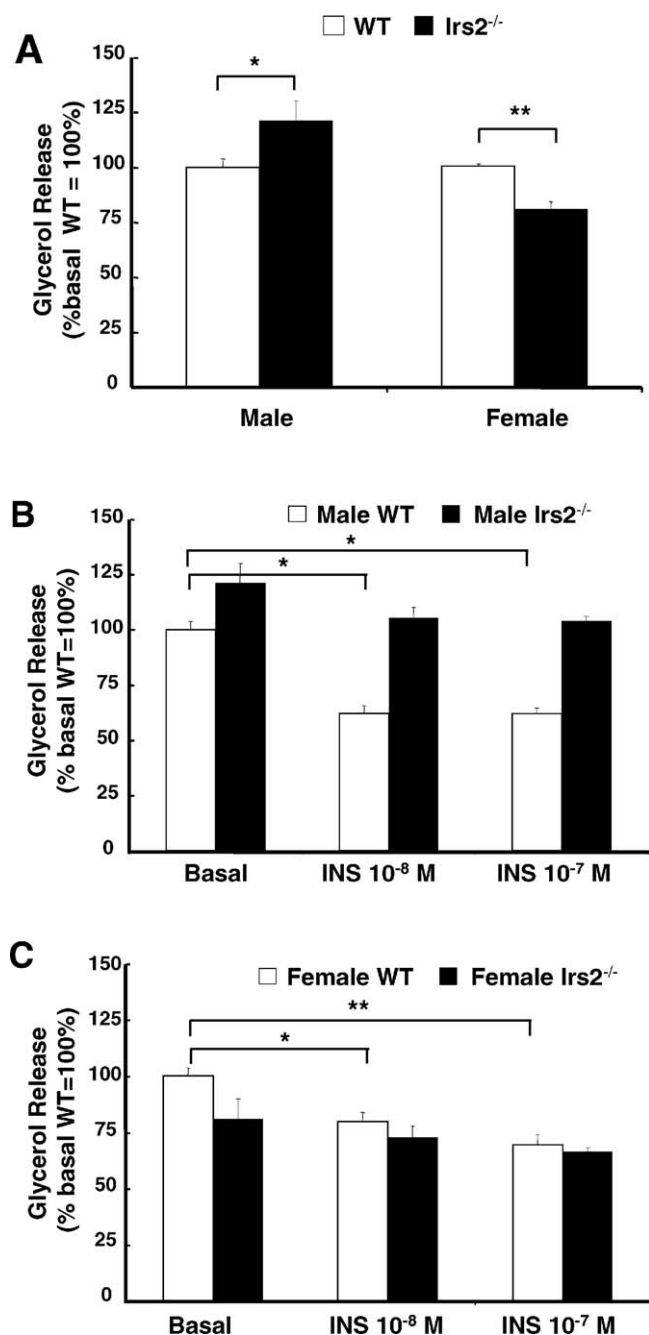 WT Irs2⁻/⁻
A
Glycerol Release
(%basal WT = 100%)
150
125
100
75
50
25
0
*
**
Male Female
B
Male WT Male Irs2⁻/⁻
Glycerol Release
(% basal WT=100%)
150
125
100
75
50
25
0
*
*
Basal INS 10⁻⁸ M INS 10⁻⁷ M
C
Female WT Female Irs2⁻/⁻
Glycerol Release
(% basal WT=100%)
150
125
100
75
50
25
0
**
*
Basal INS 10⁻⁸ M INS 10⁻⁷ M